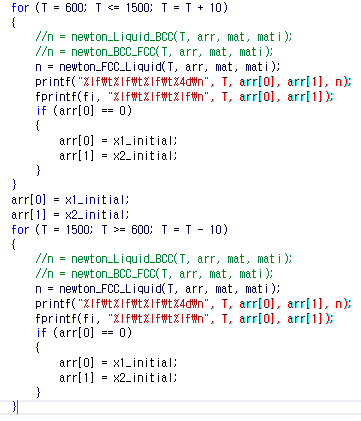 for (T = 600; T <= 1500; T = T + 10)
{
//n = newton_Liquid_BCC(T, arr, mat, mati);
//n = newton_BCC_FCC(T, arr, mat, mati);
n = newton_FCC_Liquid(T, arr, mat, mati);
printf("%lf₩t%lf₩t%lf₩t%4d₩n", T, arr[0], arr[1], n);
fprintf(fi, "%lf₩t%lf₩t%lf₩n", T, arr[0], arr[1]);
if (arr[0] == 0)
{
arr[0] = x1_initial;
arr[1] = x2_initial;
}
}
arr[0] = x1_initial;
arr[1] = x2_initial;
for (T = 1500; T >= 600; T = T - 10)
{
//n = newton_Liquid_BCC(T, arr, mat, mati);
//n = newton_BCC_FCC(T, arr, mat, mati);
n = newton_FCC_Liquid(T, arr, mat, mati);
printf("%lf₩t%lf₩t%lf₩t%4d₩n", T, arr[0], arr[1], n);
fprintf(fi, "%lf₩t%lf₩t%lf₩n", T, arr[0], arr[1]);
if (arr[0] == 0)
{
arr[0] = x1_initial;
arr[1] = x2_initial;
}
}